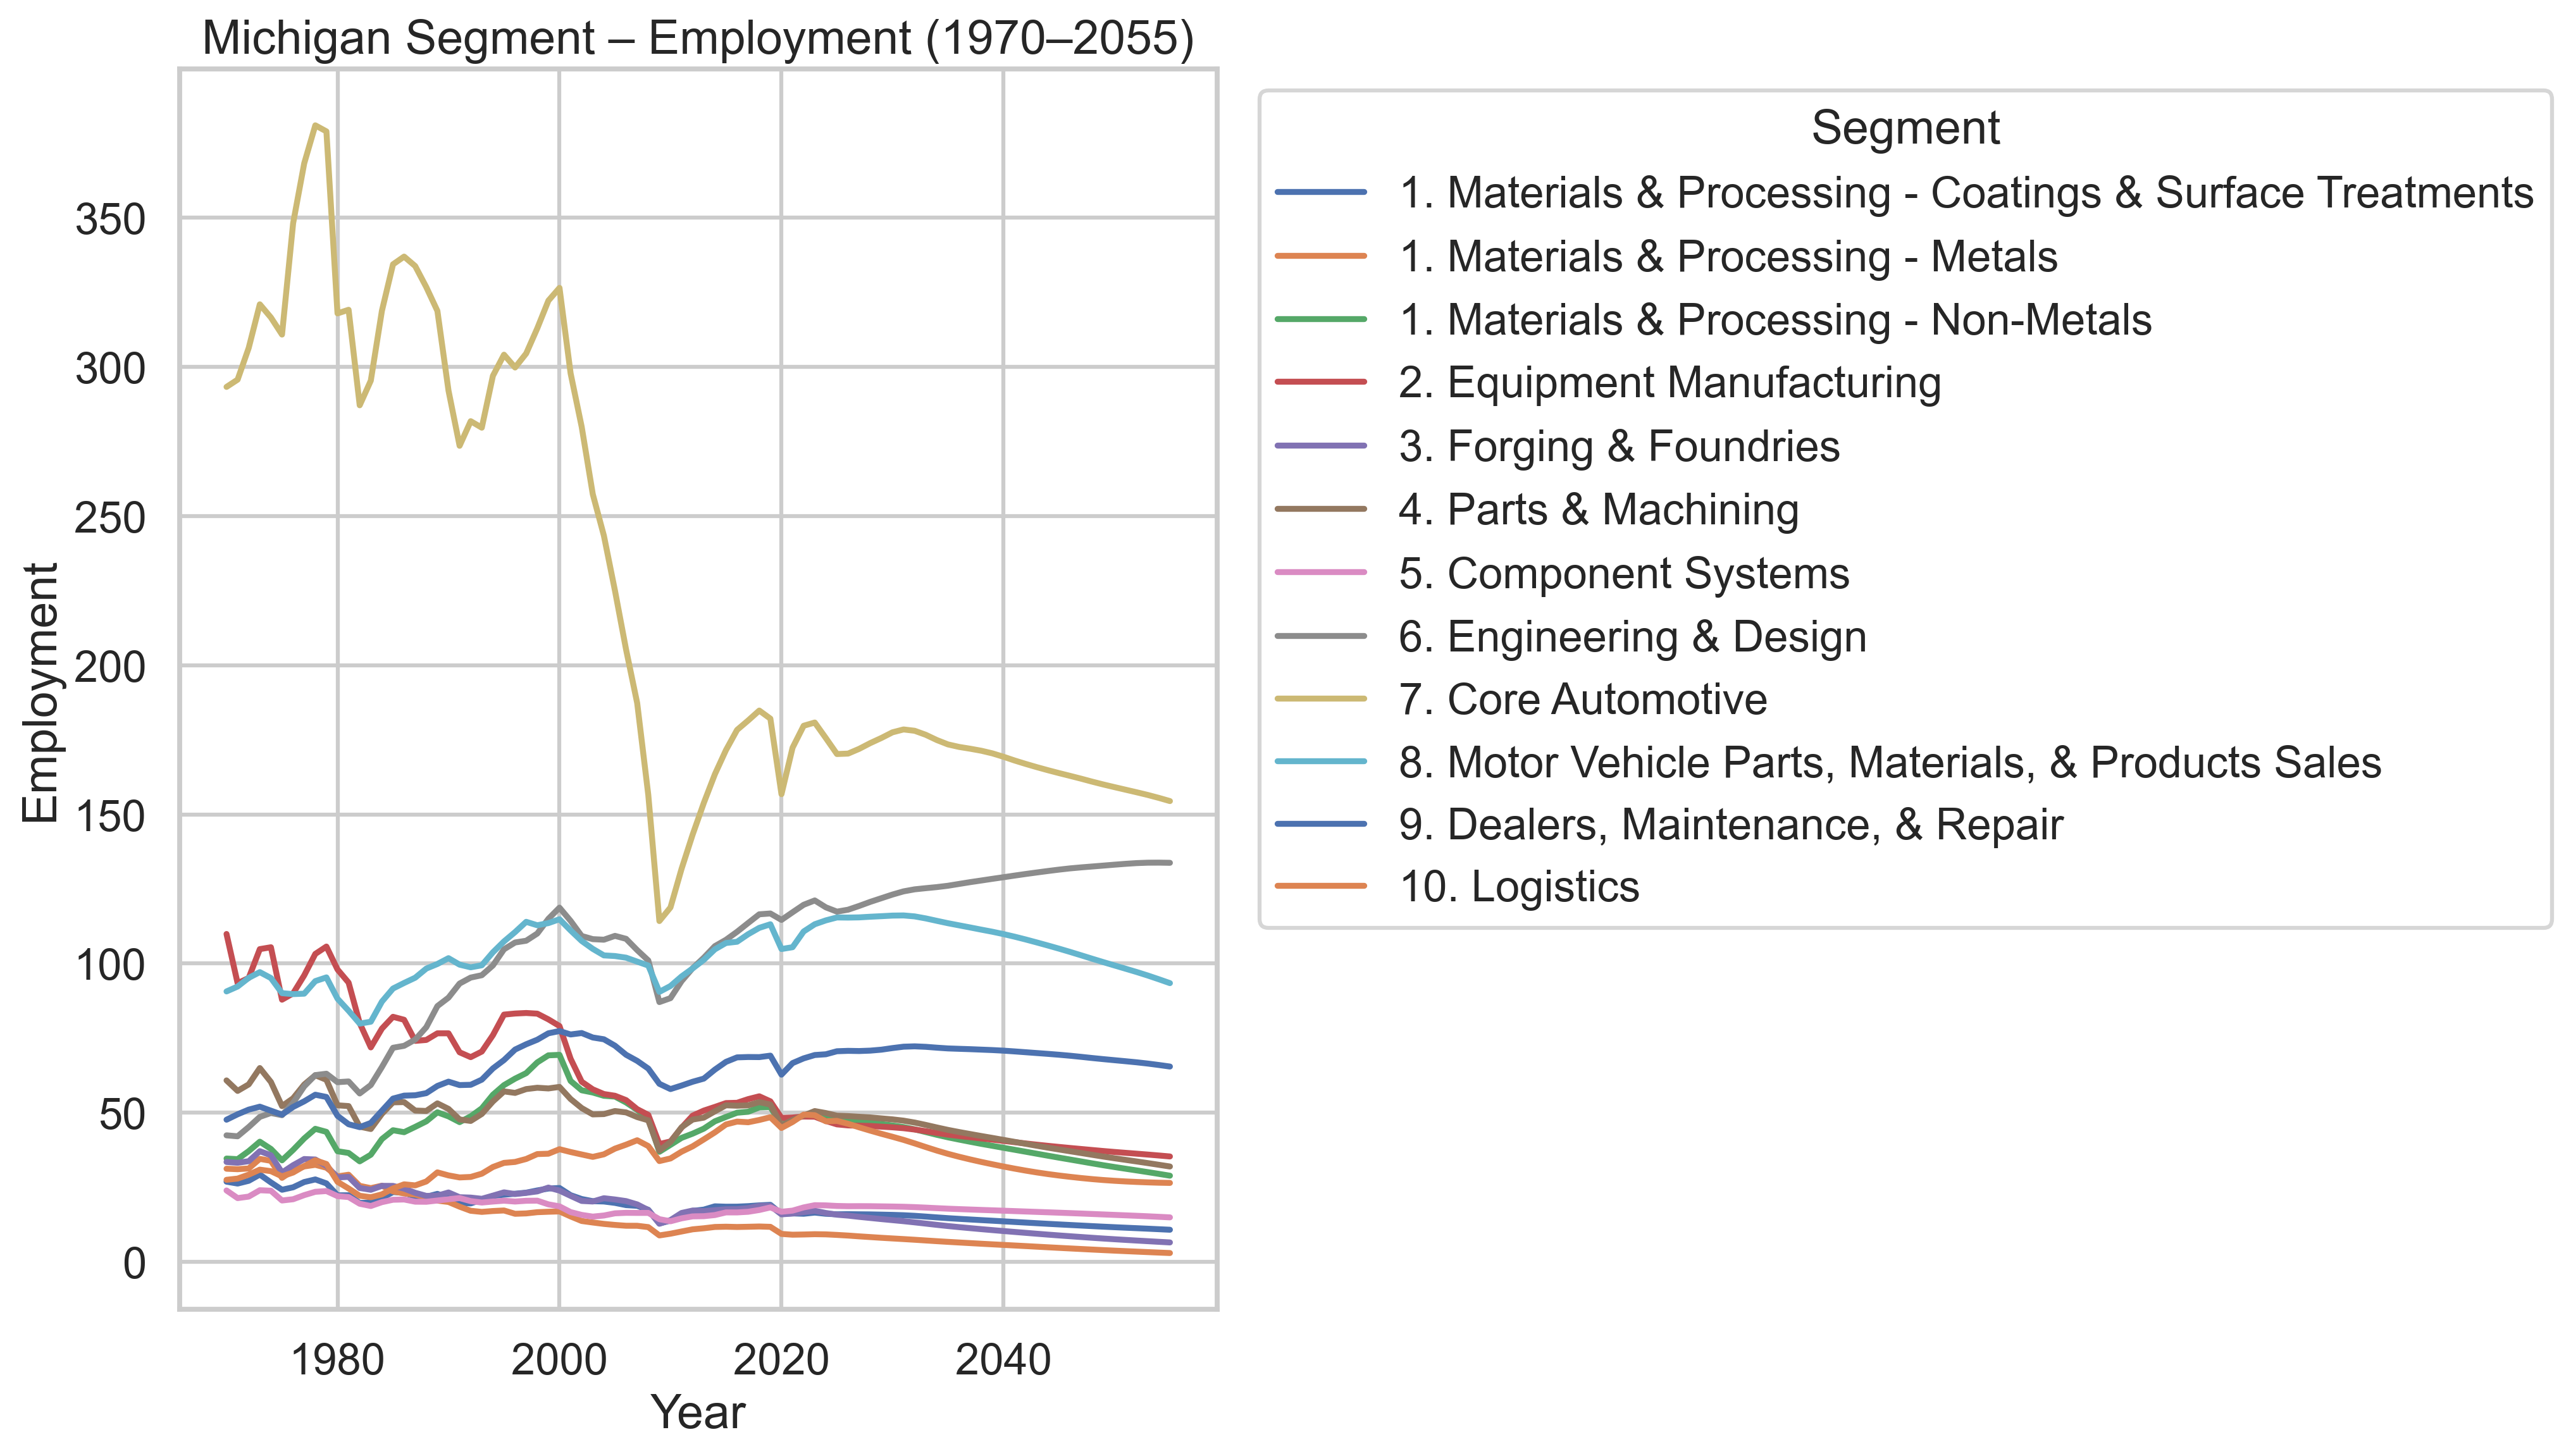 Michigan Segment – Employment (1970–2055)
Employment
350
300
250
200
150
100
50
0
1980
2000
2020
2040
Year
Segment
1. Materials & Processing - Coatings & Surface Treatments
1. Materials & Processing - Metals
1. Materials & Processing - Non-Metals
2. Equipment Manufacturing
3. Forging & Foundries
4. Parts & Machining
5. Component Systems
6. Engineering & Design
7. Core Automotive
8. Motor Vehicle Parts, Materials, & Products Sales
9. Dealers, Maintenance, & Repair
10. Logistics